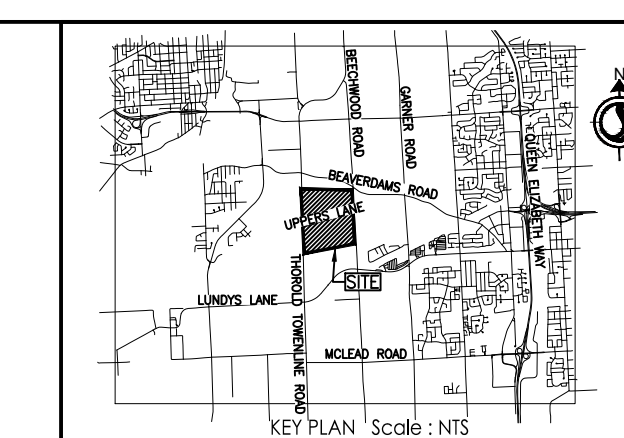 BEECHWOOD ROAD
GARNER ROAD
N
QUEEN ELIZABETH WAY
BEAVERDAMS ROAD
UPPERS LANE
SITE
THOROLD TOWENLINE ROAD
LUNDYS LANE
MCLEAD ROAD
KEY PLAN Scale : NTS